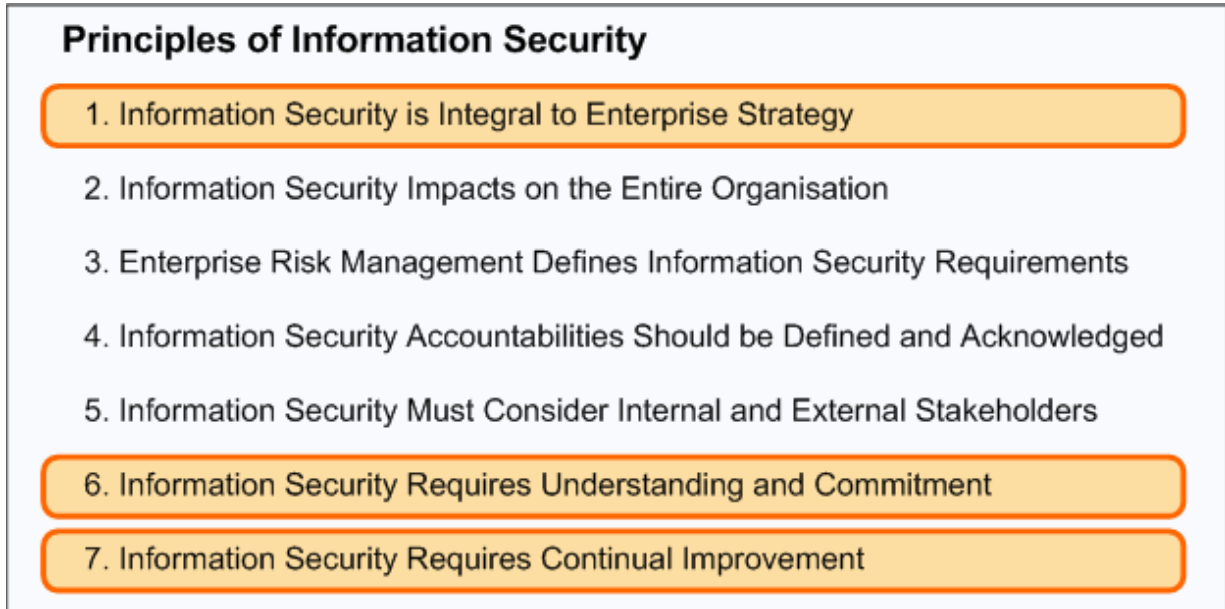 Principles of Information Security
1. Information Security is Integral to Enterprise Strategy
2. Information Security Impacts on the Entire Organisation
3. Enterprise Risk Management Defines Information Security Requirements
4. Information Security Accountabilities Should be Defined and Acknowledged
5. Information Security Must Consider Internal and External Stakeholders
6. Information Security Requires Understanding and Commitment
7. Information Security Requires Continual Improvement